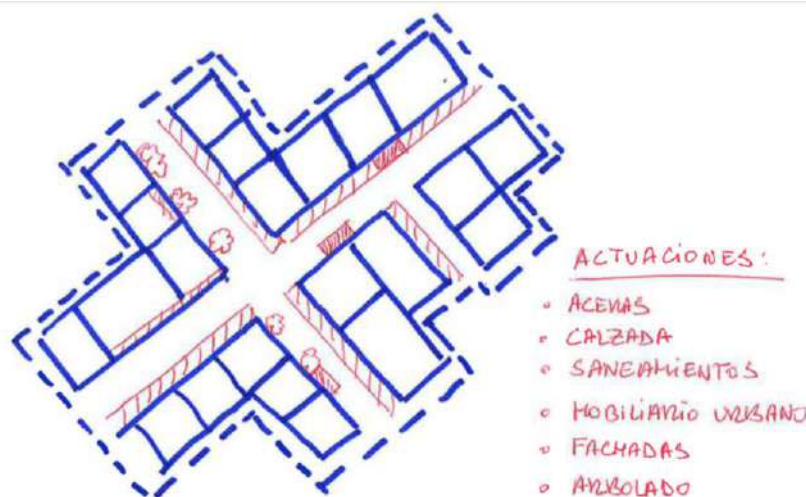 ACTUACIONES:
• ACERAS
• CALZADA
• SANEAMIENTOS
• MOBILIARIO URBANO
• FACHADAS
• ARBOLADO